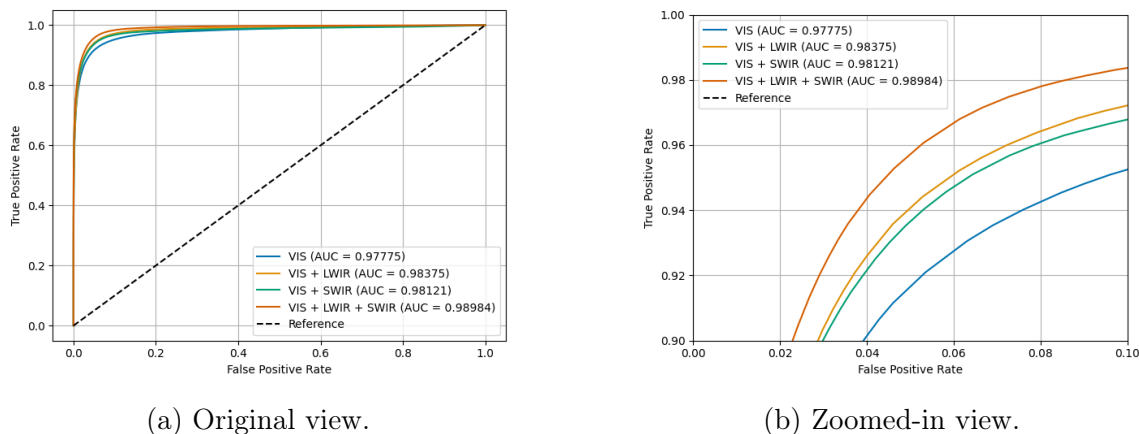 1.0
0.8
0.6
0.4
0.2
0.0
True Positive Rate
VIS (AUC = 0.97775)
VIS + LWIR (AUC = 0.98375)
VIS + SWIR (AUC = 0.98121)
VIS + LWIR + SWIR (AUC = 0.98984)
Reference
0.0 0.2 0.4 0.6 0.8 1.0
False Positive Rate
(a) Original view.
1.00
0.98
0.96
0.94
0.92
0.90
True Positive Rate
VIS (AUC = 0.97775)
VIS + LWIR (AUC = 0.98375)
VIS + SWIR (AUC = 0.98121)
VIS + LWIR + SWIR (AUC = 0.98984)
Reference
0.00 0.02 0.04 0.06 0.08 0.10
False Positive Rate
(b) Zoomed-in view.